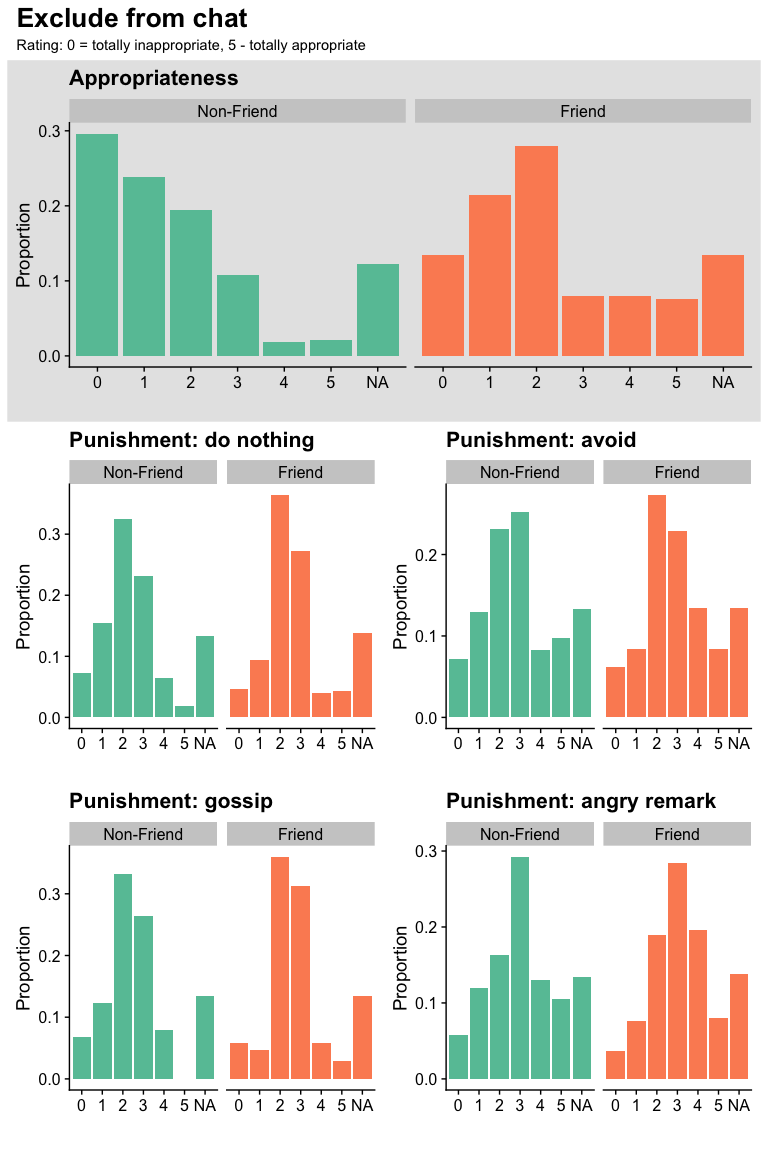 Exclude from chat
Rating: 0 = totally inappropriate, 5 - totally appropriate
Appropriateness
Non-Friend Friend
Proportion
0.3
0.2
0.1
0.0
0 1 2 3 4 5 NA 0 1 2 3 4 5 NA
Punishment: do nothing
Non-Friend Friend
Proportion
0.3
0.2
0.1
0.0
0 1 2 3 4 5 NA 0 1 2 3 4 5 NA
Punishment: avoid
Non-Friend Friend
Proportion
0.2
0.1
0.0
0 1 2 3 4 5 NA 0 1 2 3 4 5 NA
Punishment: gossip
Non-Friend Friend
Proportion
0.3
0.2
0.1
0.0
0 1 2 3 4 5 NA 0 1 2 3 4 5 NA
Punishment: angry remark
Non-Friend Friend
Proportion
0.3
0.2
0.1
0.0
0 1 2 3 4 5 NA 0 1 2 3 4 5 NA